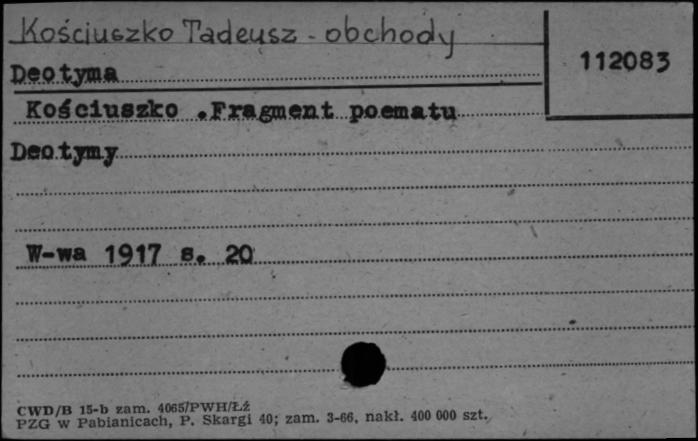 Kościuszko Tadeusz - obchody
112083
Deotyma
Kościuszko .Fragment poematu
Deotymy
W-wa 1917 s. 20
CWD/B 15-b zam. 4065/PWH/Łź
PZG w Pabianicach, P. Skargi 40; zam. 3-66, nakł. 400 000 szt.